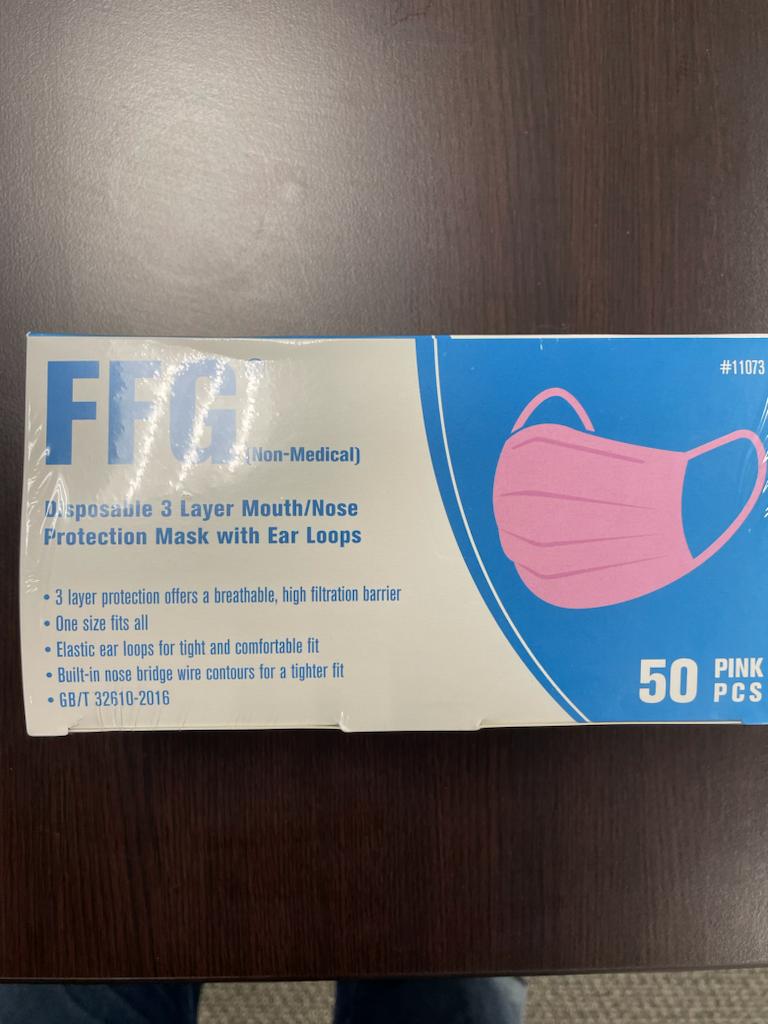 FFG
(Non-Medical)
Disposable 3 Layer Mouth/Nose
Protection Mask with Ear Loops
• 3 layer protection offers a breathable, high filtration barrier
• One size fits all
• Elastic ear loops for tight and comfortable fit
• Built-in nose bridge wire contours for a tighter fit
• GB/T 32610-2016
#11073
50 PINK
PCS